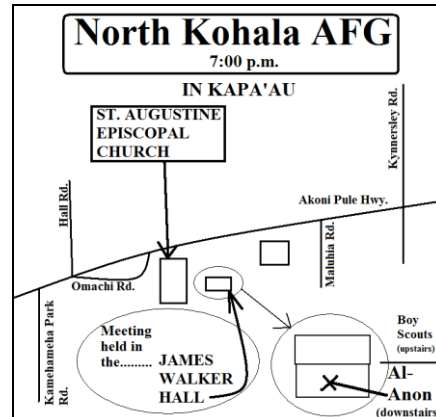 North Kohala AFG
7:00 p.m.
IN KAPA'AU
ST. AUGUSTINE
EPISCOPAL
CHURCH
Kynnersley Rd.
Hall Rd.
Akoni Pule Hwy.
Maluhia Rd.
Omachi Rd.
Kamehameha Park
Rd.
Meeting
held in
the.........
JAMES
WALKER
HALL
Boy
Scouts
(upstairs)
Al-
Anon
(downstairs)